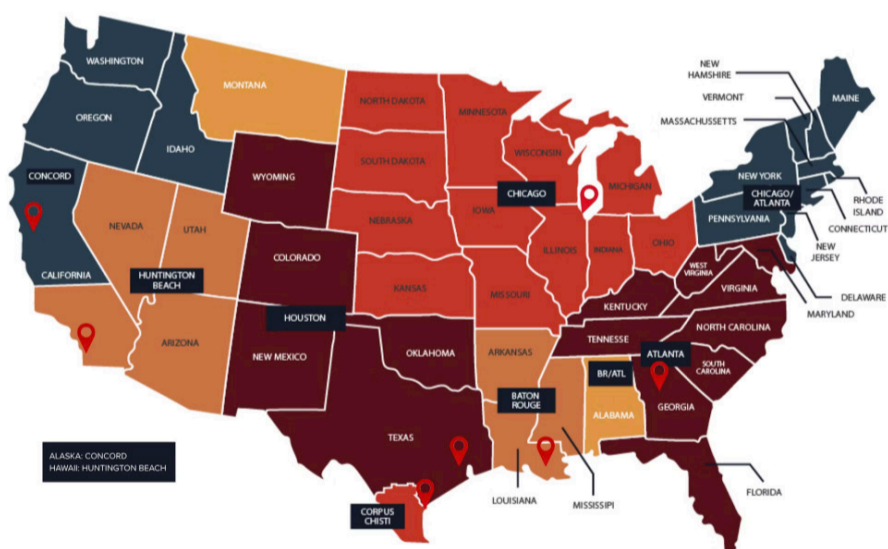 WASHINGTON
MONTANA
OREGON
IDAHO
CONCORD
WYOMING
NEVADA
UTAH
CALIFORNIA
HUNTINGTON
BEACH
COLORADO
HOUSTON
ARIZONA
NEW MEXICO
NORTH DAKOTA
SOUTH DAKOTA
NEBRASKA
KANSAS
OKLAHOMA
TEXAS
CORPUS
CHISTI
MINNESOTA
WISCONSIN
CHICAGO
IOWA
MICHIGAN
ILLINOIS
INDIANA
OHIO
MISSOURI
ARKANSAS
BATON
ROUGE
LOUISIANA
MISSISSIPI
BR/ATL
ALABAMA
KENTUCKY
TENNESSE
ATLANTA
GEORGIA
FLORIDA
SOUTH
CAROLINA
NORTH CAROLINA
VIRGINIA
WEST
VIRGINIA
MARYLAND
DELAWARE
NEW
JERSEY
PENNSYLVANIA
NEW YORK
CHICAGO/
ATLANTA
CONNECTICUT
RHODE
ISLAND
MASSACHUSSETTS
VERMONT
NEW
HAMSHIRE
MAINE
ALASKA: CONCORD
HAWAII: HUNTINGTON BEACH